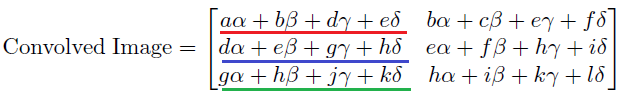 aα + bβ + dγ + eδ bα + cβ + eγ + fδ
Convolved Image = dα + eβ + gγ + hδ eα + fβ + hγ + iδ
gα + hβ + jγ + kδ hα + iβ + kγ + lδ